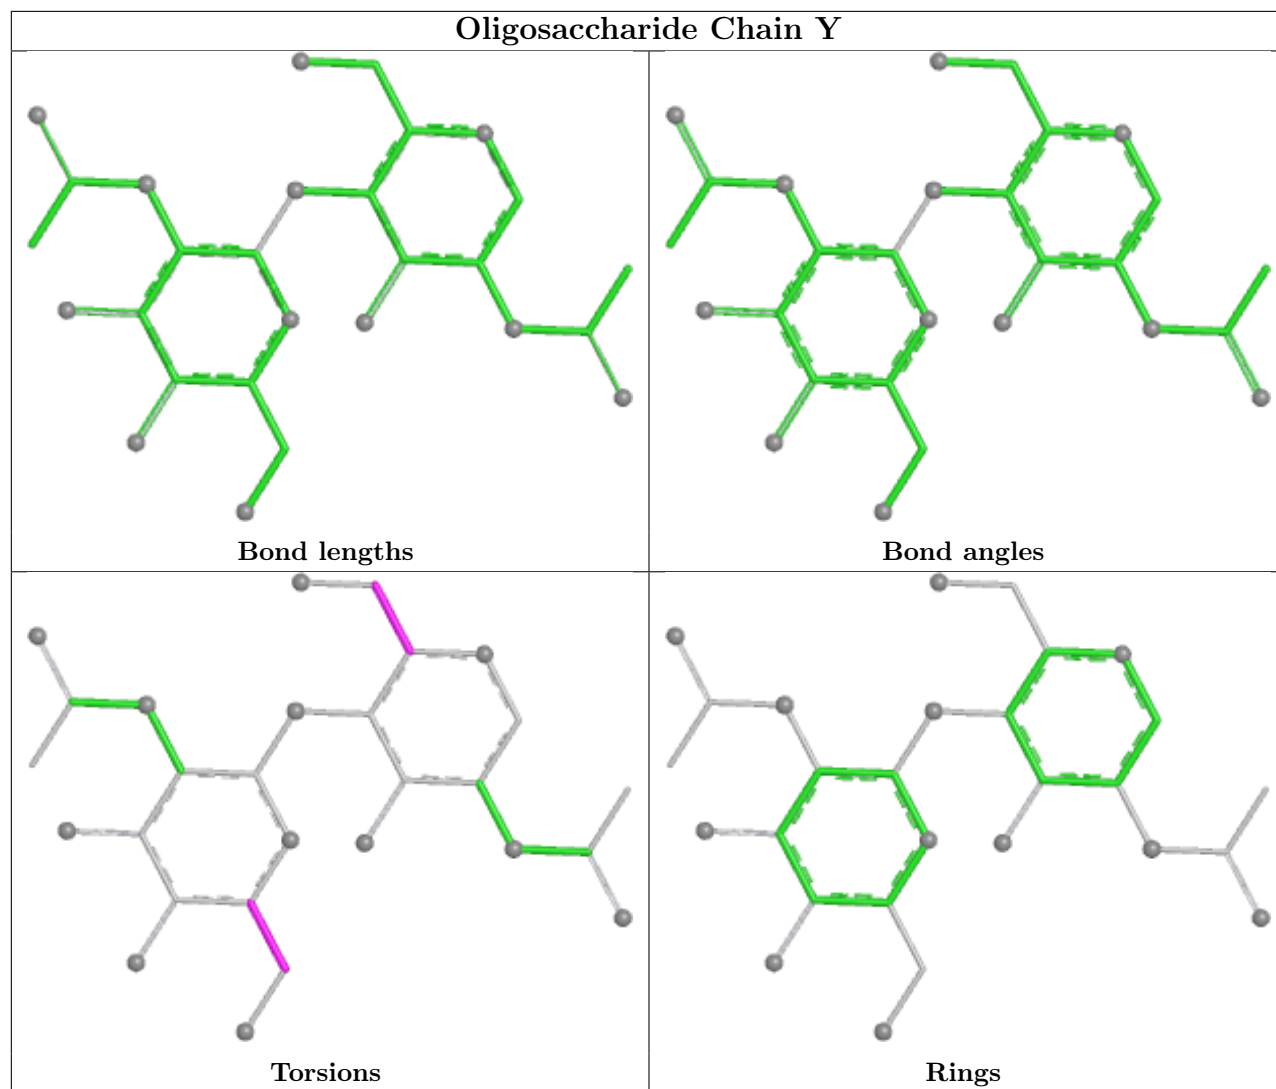 Oligosaccharide Chain Y
Bond lengths
Bond angles
Torsions
Rings